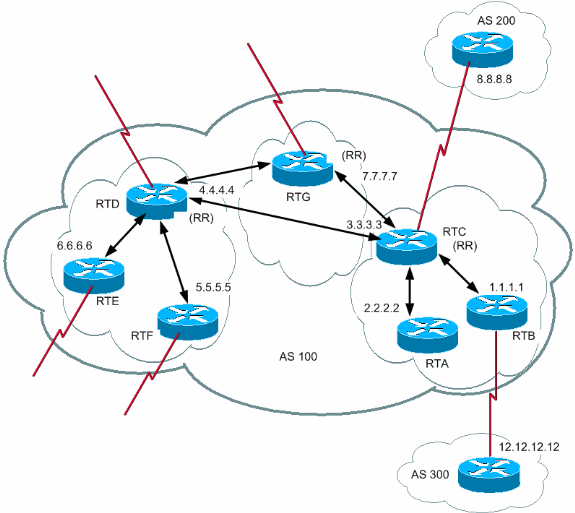 AS 200
8.8.8.8
(RR)
RTG
7.7.7.7
4.4.4.4
RTD
(RR)
3.3.3.3
RTC
(RR)
6.6.6.6
RTE
5.5.5.5
RTF
2.2.2.2
RTA
1.1.1.1
RTB
AS 100
12.12.12.12
AS 300